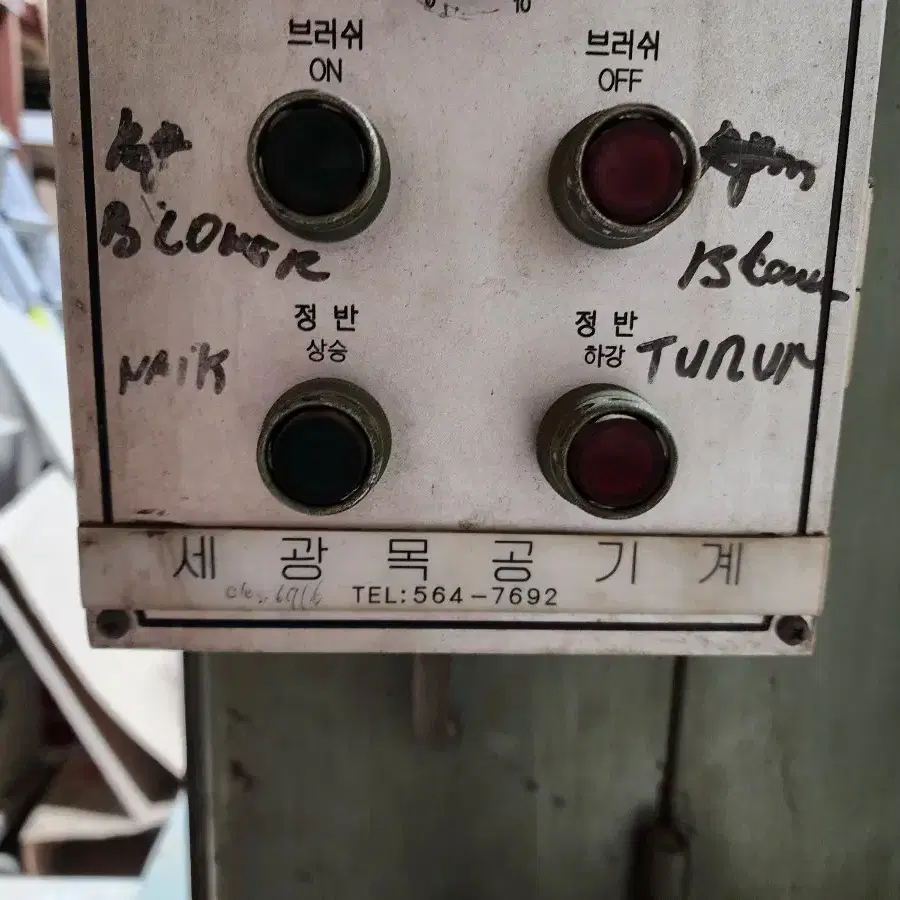 10
브러쉬 브러쉬
ON OFF
BLOWER
정 반 정 반
상승 하강
NAIK TURUN
세 광 목 공 기 계
TEL:564-7692